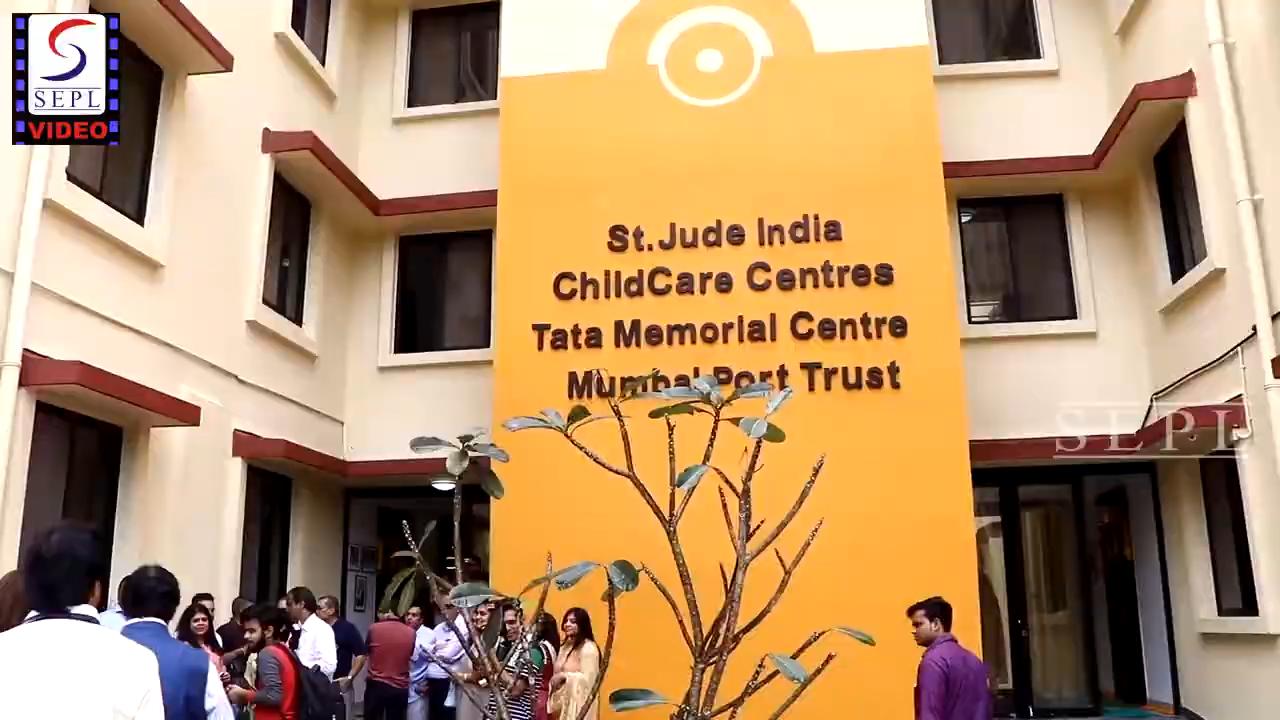 SEPL
VIDEO
St.Jude India
ChildCare Centres
Tata Memorial Centre
Mumbai Port Trust
SEPL